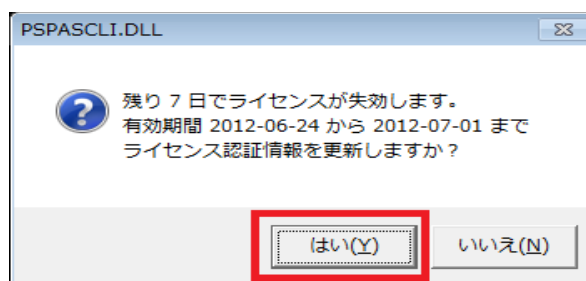 PSPASCLI.DLL
残り 7 日でライセンスが失効します。
有効期間 2012-06-24 から 2012-07-01 まで
ライセンス認証情報を更新しますか？
はい(Y)
いいえ(N)